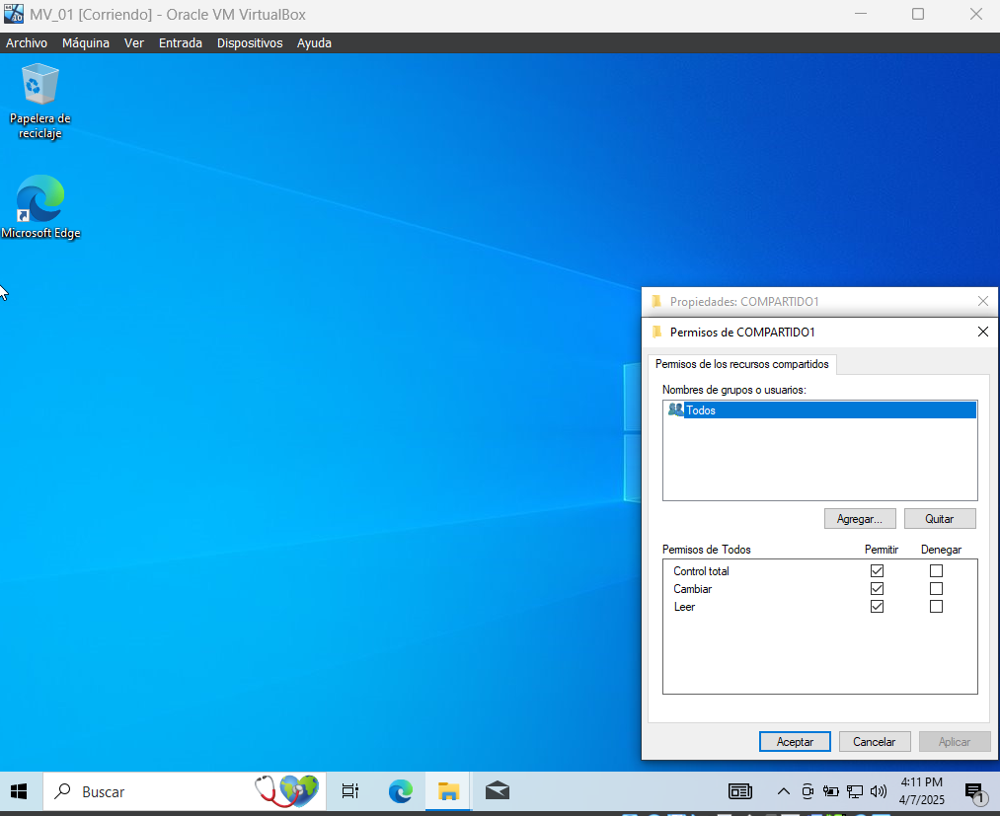 MV_01 [Corriendo] - Oracle VM VirtualBox
Archivo Máquina Ver Entrada Dispositivos Ayuda
Papelera de
reciclaje
Microsoft Edge
Propiedades: COMPARTIDO1
Permisos de COMPARTIDO1
Permisos de los recursos compartidos
Nombres de grupos o usuarios:
Todos
Agregar... Quitar
Permisos de Todos Permitir Denegar
Control total
Cambiar
Leer
Aceptar Cancelar Aplicar
Buscar
4:11 PM
4/7/2025
1